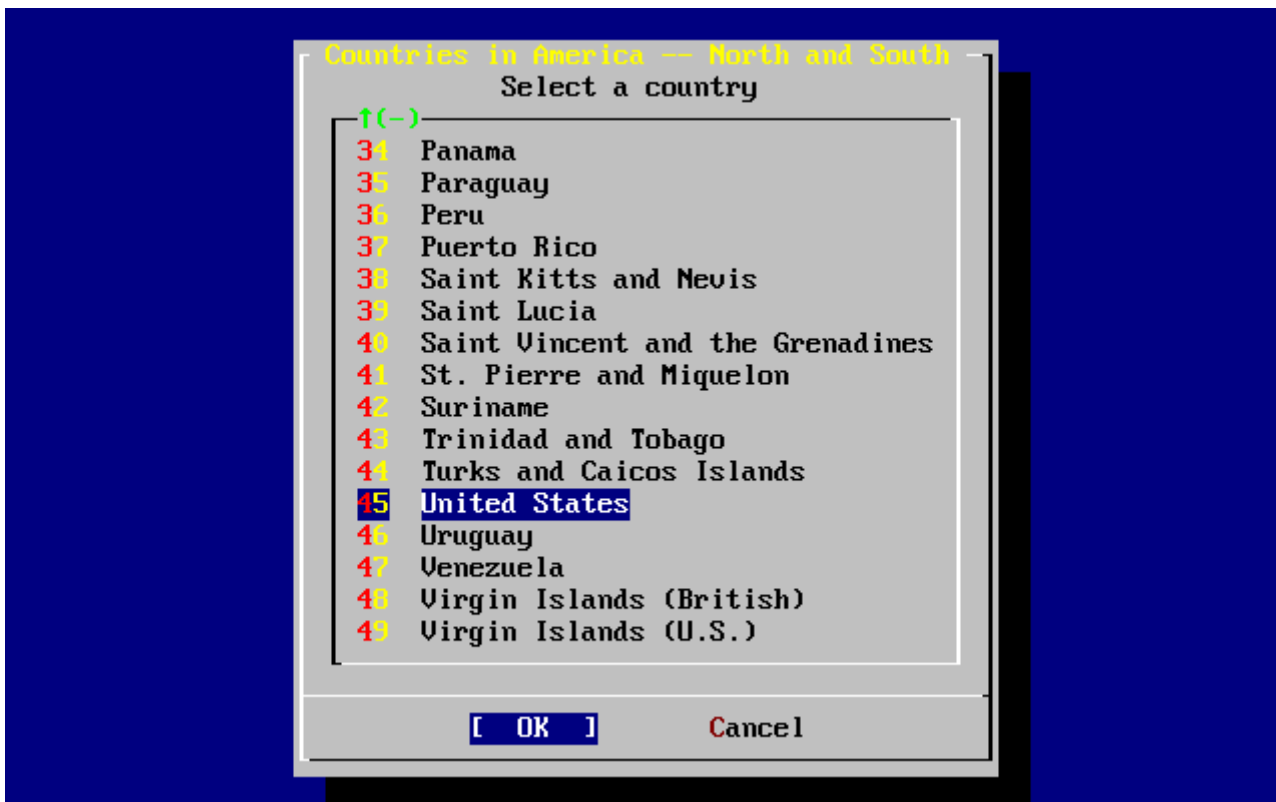 Countries in America -- North and South
Select a country
↑(-)
34 Panama
35 Paraguay
36 Peru
37 Puerto Rico
38 Saint Kitts and Nevis
39 Saint Lucia
40 Saint Vincent and the Grenadines
41 St. Pierre and Miquelon
42 Suriname
43 Trinidad and Tobago
44 Turks and Caicos Islands
45 United States
46 Uruguay
47 Venezuela
48 Virgin Islands (British)
49 Virgin Islands (U.S.)
[ OK ] Cancel